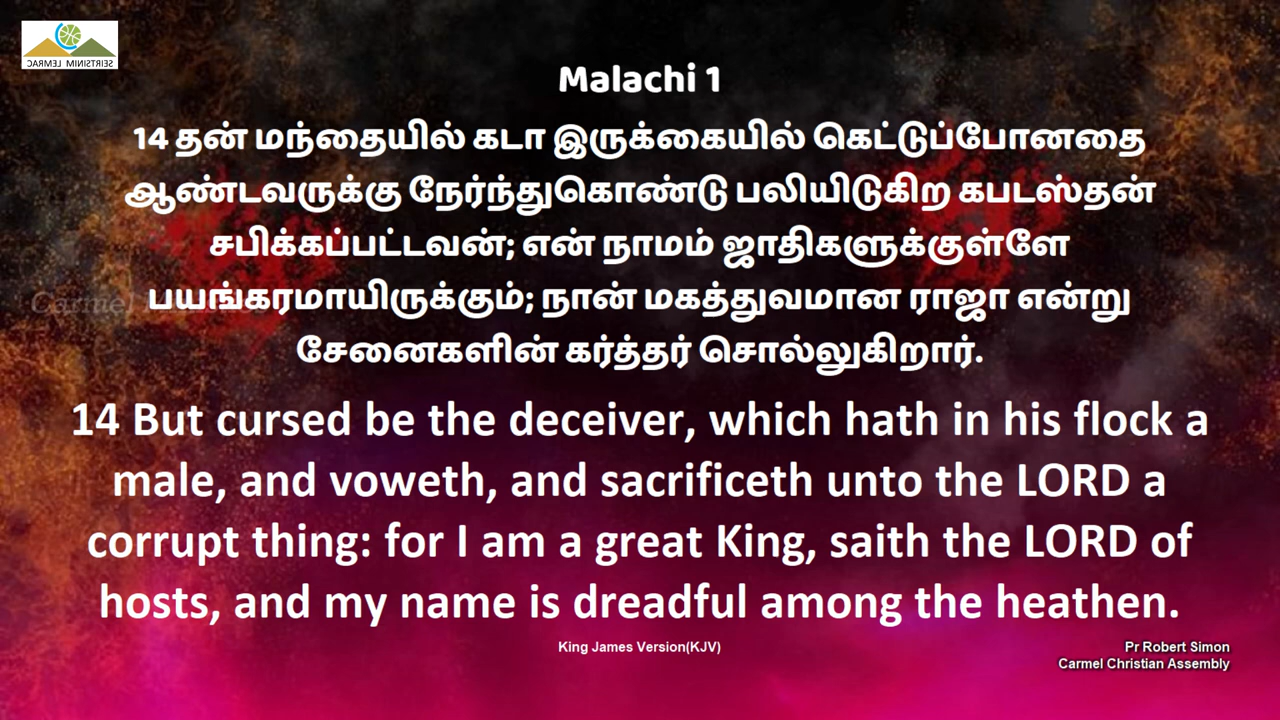 CARMEL MINISTRIES
Malachi 1
14 தன் மந்தையில் கடா இருக்கையில் கெட்டுப்போனதை
ஆண்டவருக்கு நேர்ந்துகொண்டு பலியிடுகிற கபடஸ்தன்
சபிக்கப்பட்டவன்; என் நாமம் ஜாதிகளுக்குள்ளே
Carmel
பயங்கரமாயிருக்கும்; நான் மகத்துவமான ராஜா என்று
சேனைகளின் கர்த்தர் சொல்லுகிறார்.
14 But cursed be the deceiver, which hath in his flock a
male, and voweth, and sacrificeth unto the LORD a
corrupt thing: for I am a great King, saith the LORD of
hosts, and my name is dreadful among the heathen.
King James Version(KJV)
Pr Robert Simon
Carmel Christian Assembly